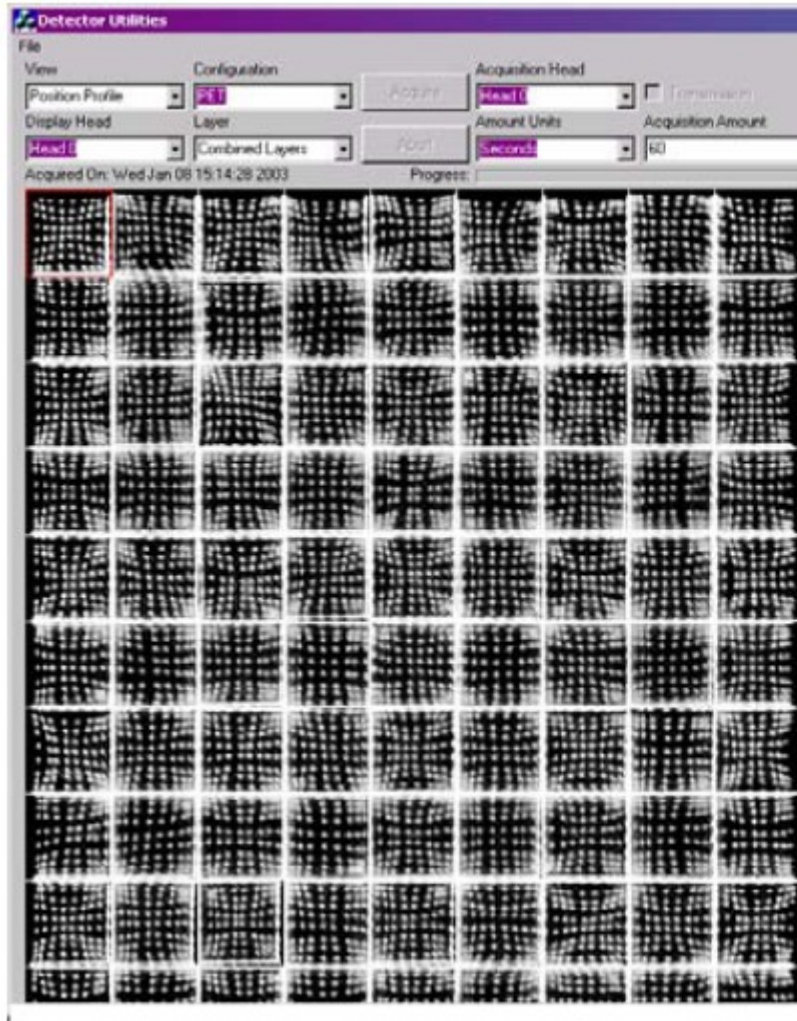 Detector Utilities
File
View Configuration Acquisition Head
Position Profile PET Acquire Head 0 Transmission
Display Head Layer Amount Units Acquisition Amount
Head 0 Combined Layers Abort Seconds 60
Acquired On: Wed Jan 08 15:14:28 2003 Progress: